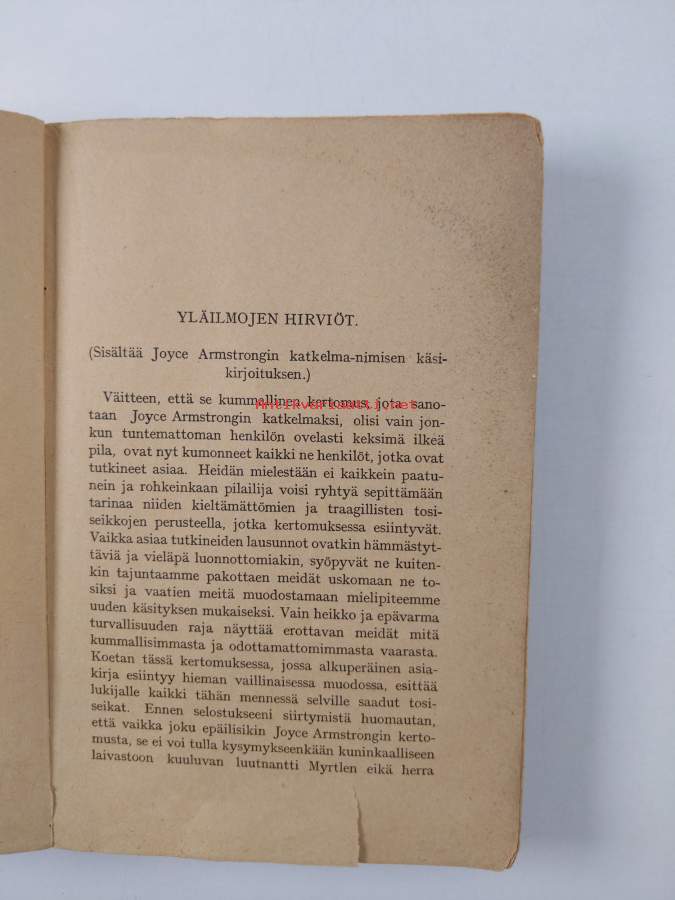 YLÄILMOJEN HIRVIÖT.
(Sisältää Joyce Armstrongin katkelma-nimisen käsi-
kirjoituksen.)
Väitteen, että se kummallinen kertomus, jota sano-
Antikvariaatti.net
taan Joyce Armstrongin katkelmaksi, olisi vain jon-
kun tuntemattoman henkilön ovelasti keksimä ilkeä
pila, ovat nyt kumonneet kaikki ne henkilöt, jotka ovat
tutkineet asiaa. Heidän mielestään ei kaikkein paatu-
nein ja rohkeinkaan pilailija voisi ryhtyä sepittämään
tarinaa niiden kieltämättömien ja traagillisten tosi-
seikkojen perusteella, jotka kertomuksessa esiintyvät.
Vaikka asiaa tutkineiden lausunnot ovatkin hämmästyt-
täviä ja vieläpä luonnottomiakin, syöpyvät ne kuiten-
kin tajuntaamme pakottaen meidät uskomaan ne to-
siksi ja vaatien meitä muodostamaan mielipiteemme
uuden käsityksen mukaiseksi. Vain heikko ja epävarma
turvallisuuden raja näyttää erottavan meidät mitä
kummallisimmasta ja odottamattomimmasta vaarasta.
Koetan tässä kertomuksessa, jossa alkuperäinen asia-
kirja esiintyy hieman vaillinaisessa muodossa, esittää
lukijalle kaikki tähän mennessä selville saadut tosi-
seikat. Ennen selostukseeni siirtymistä huomautan,
että vaikka joku epäilisikin Joyce Armstrongin kerto-
musta, se ei voi tulla kysymykseenkään kuninkaalliseen
laivastoon kuuluvan luutnantti Myrtlen eikä herra